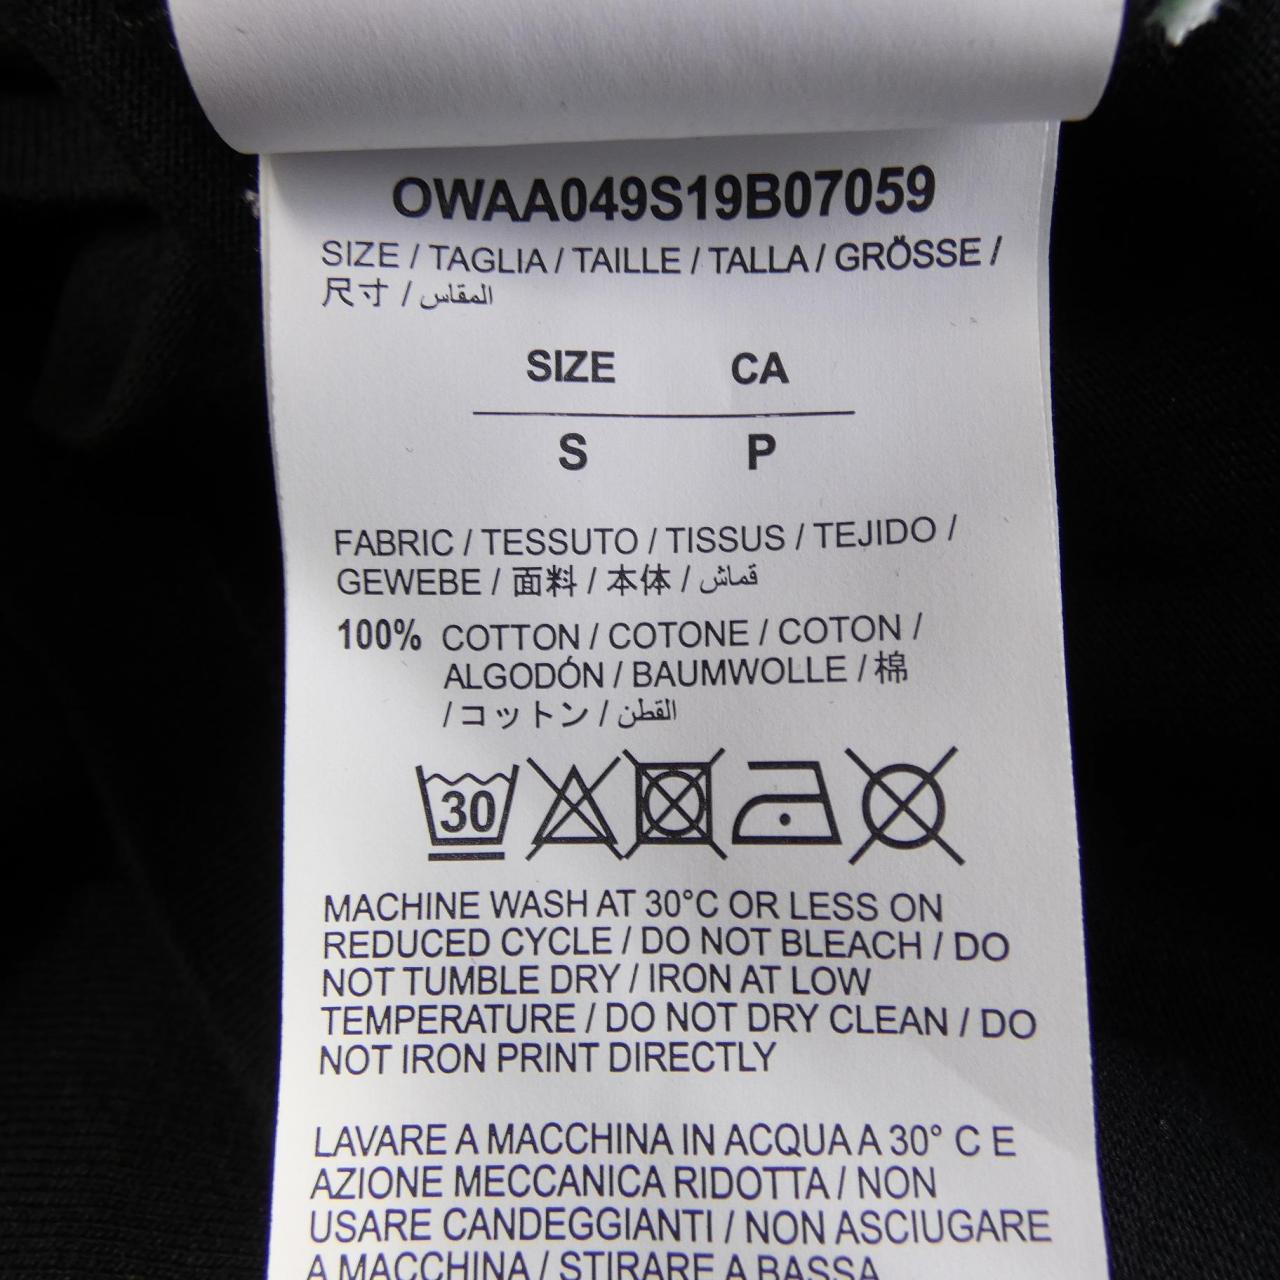 OWAA049S19B07059
SIZE / TAGLIA / TAILLE / TALLA / GRÖSSE /
尺寸 / المقاس
SIZE CA
S P
FABRIC / TESSUTO / TISSUS / TEJIDO /
GEWEBE / 面料 / 本体 / قماش
100% COTTON / COTONE / COTON /
ALGODÓN / BAUMWOLLE / 棉
/ コットン / القطن
30
MACHINE WASH AT 30°C OR LESS ON
REDUCED CYCLE / DO NOT BLEACH / DO
NOT TUMBLE DRY / IRON AT LOW
TEMPERATURE / DO NOT DRY CLEAN / DO
NOT IRON PRINT DIRECTLY
LAVARE A MACCHINA IN ACQUA A 30° C E
AZIONE MECCANICA RIDOTTA / NON
USARE CANDEGGIANTI / NON ASCIUGARE
A MACCHINA / STIRARE A BASSA